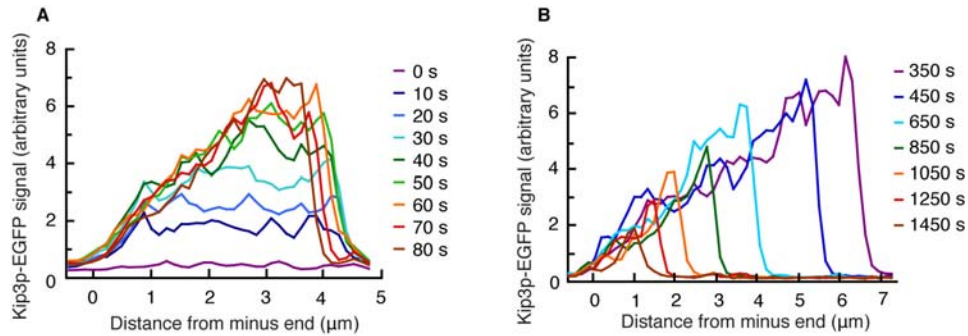 A
Kip3p-EGFP signal (arbitrary units)
8
6
4
2
0
0 1 2 3 4 5
Distance from minus end (µm)
0 s
10 s
20 s
30 s
40 s
50 s
60 s
70 s
80 s
B
Kip3p-EGFP signal (arbitrary units)
8
6
4
2
0
0 1 2 3 4 5 6 7
Distance from minus end (µm)
350 s
450 s
650 s
850 s
1050 s
1250 s
1450 s